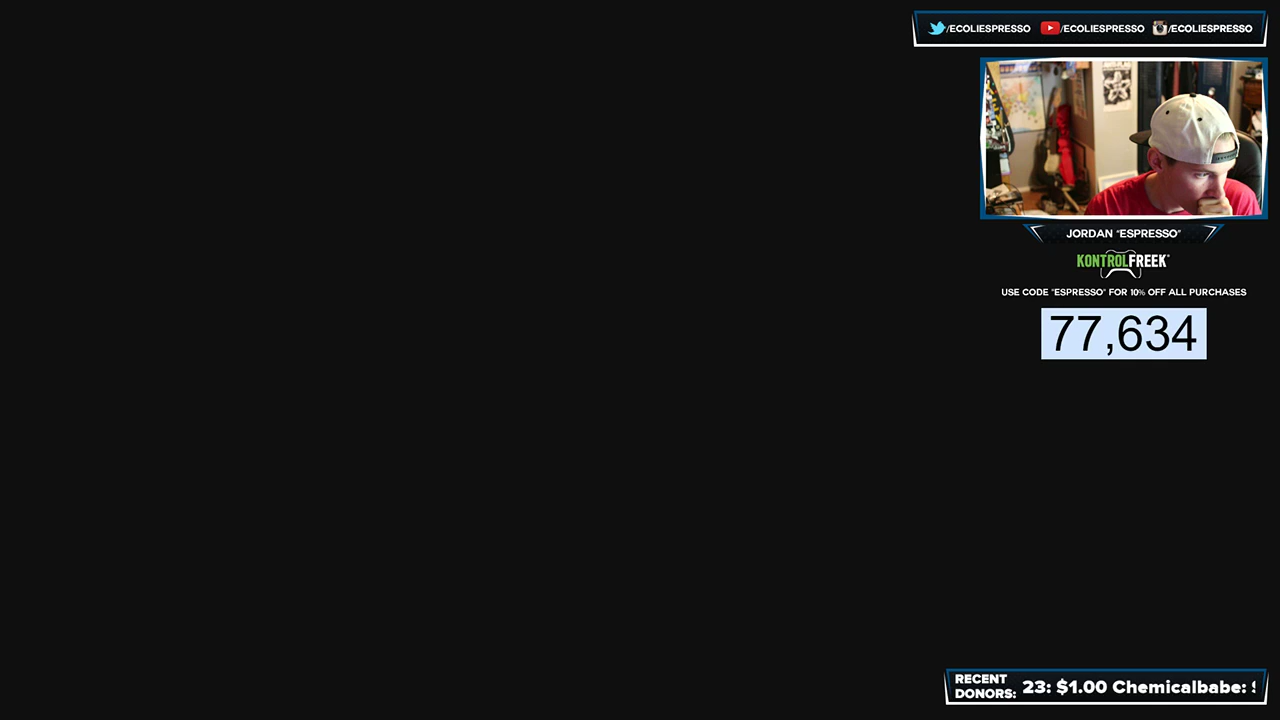 /ECOLIESPRESSO /ECOLIESPRESSO /ECOLIESPRESSO
JORDAN "ESPRESSO"
KONTROLFREEK®
USE CODE "ESPRESSO" FOR 10% OFF ALL PURCHASES
77,634
RECENT DONORS: 23: $1.00 Chemicalbabe: